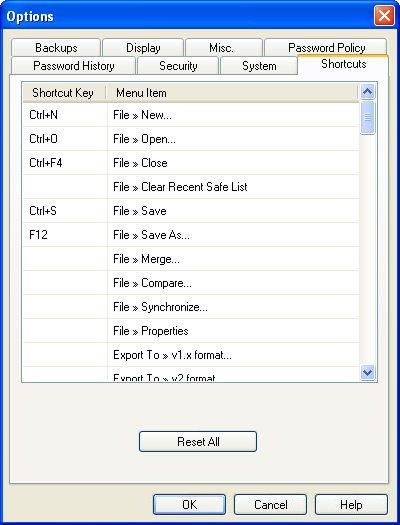 Options
Backups Display Misc. Password Policy
Password History Security System Shortcuts
Shortcut Key Menu Item
Ctrl+N File » New...
Ctrl+O File » Open...
Ctrl+F4 File » Close
File » Clear Recent Safe List
Ctrl+S File » Save
F12 File » Save As...
File » Merge...
File » Compare...
File » Synchronize...
File » Properties
Export To » v1.x format...
Export To » v2 format
Reset All
OK Cancel Help